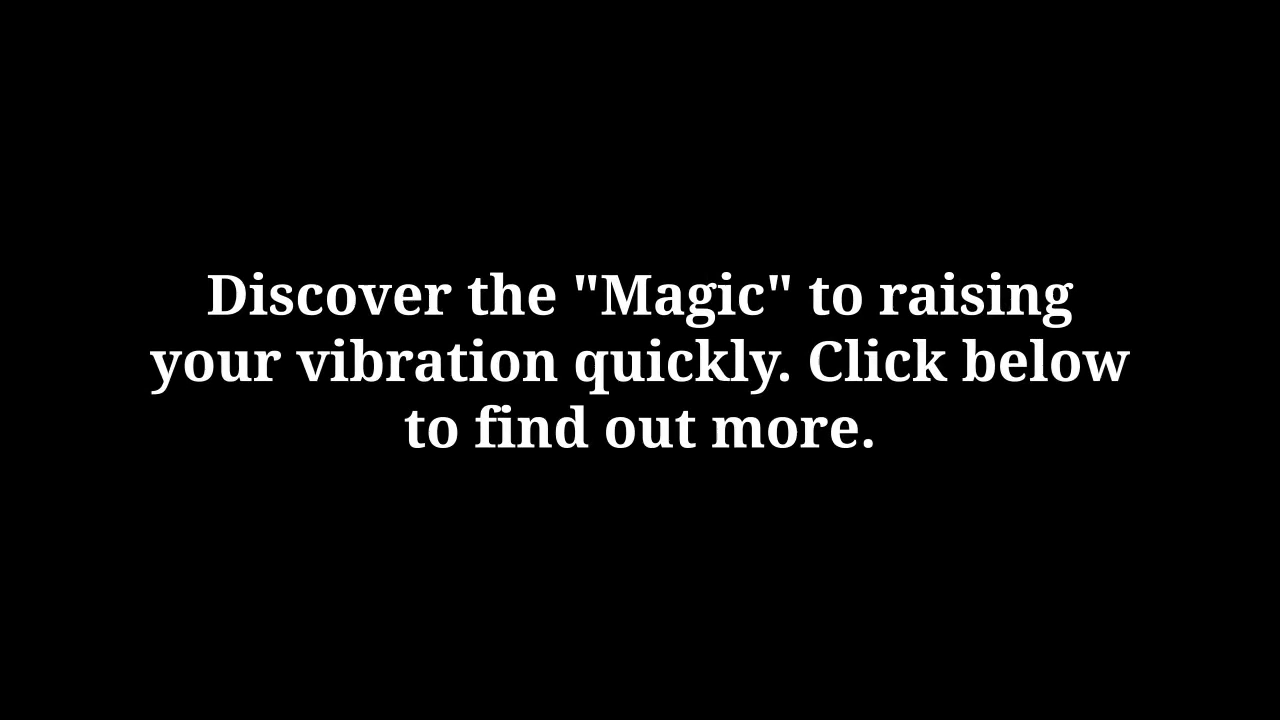 Discover the "Magic" to raising
your vibration quickly. Click below
to find out more.